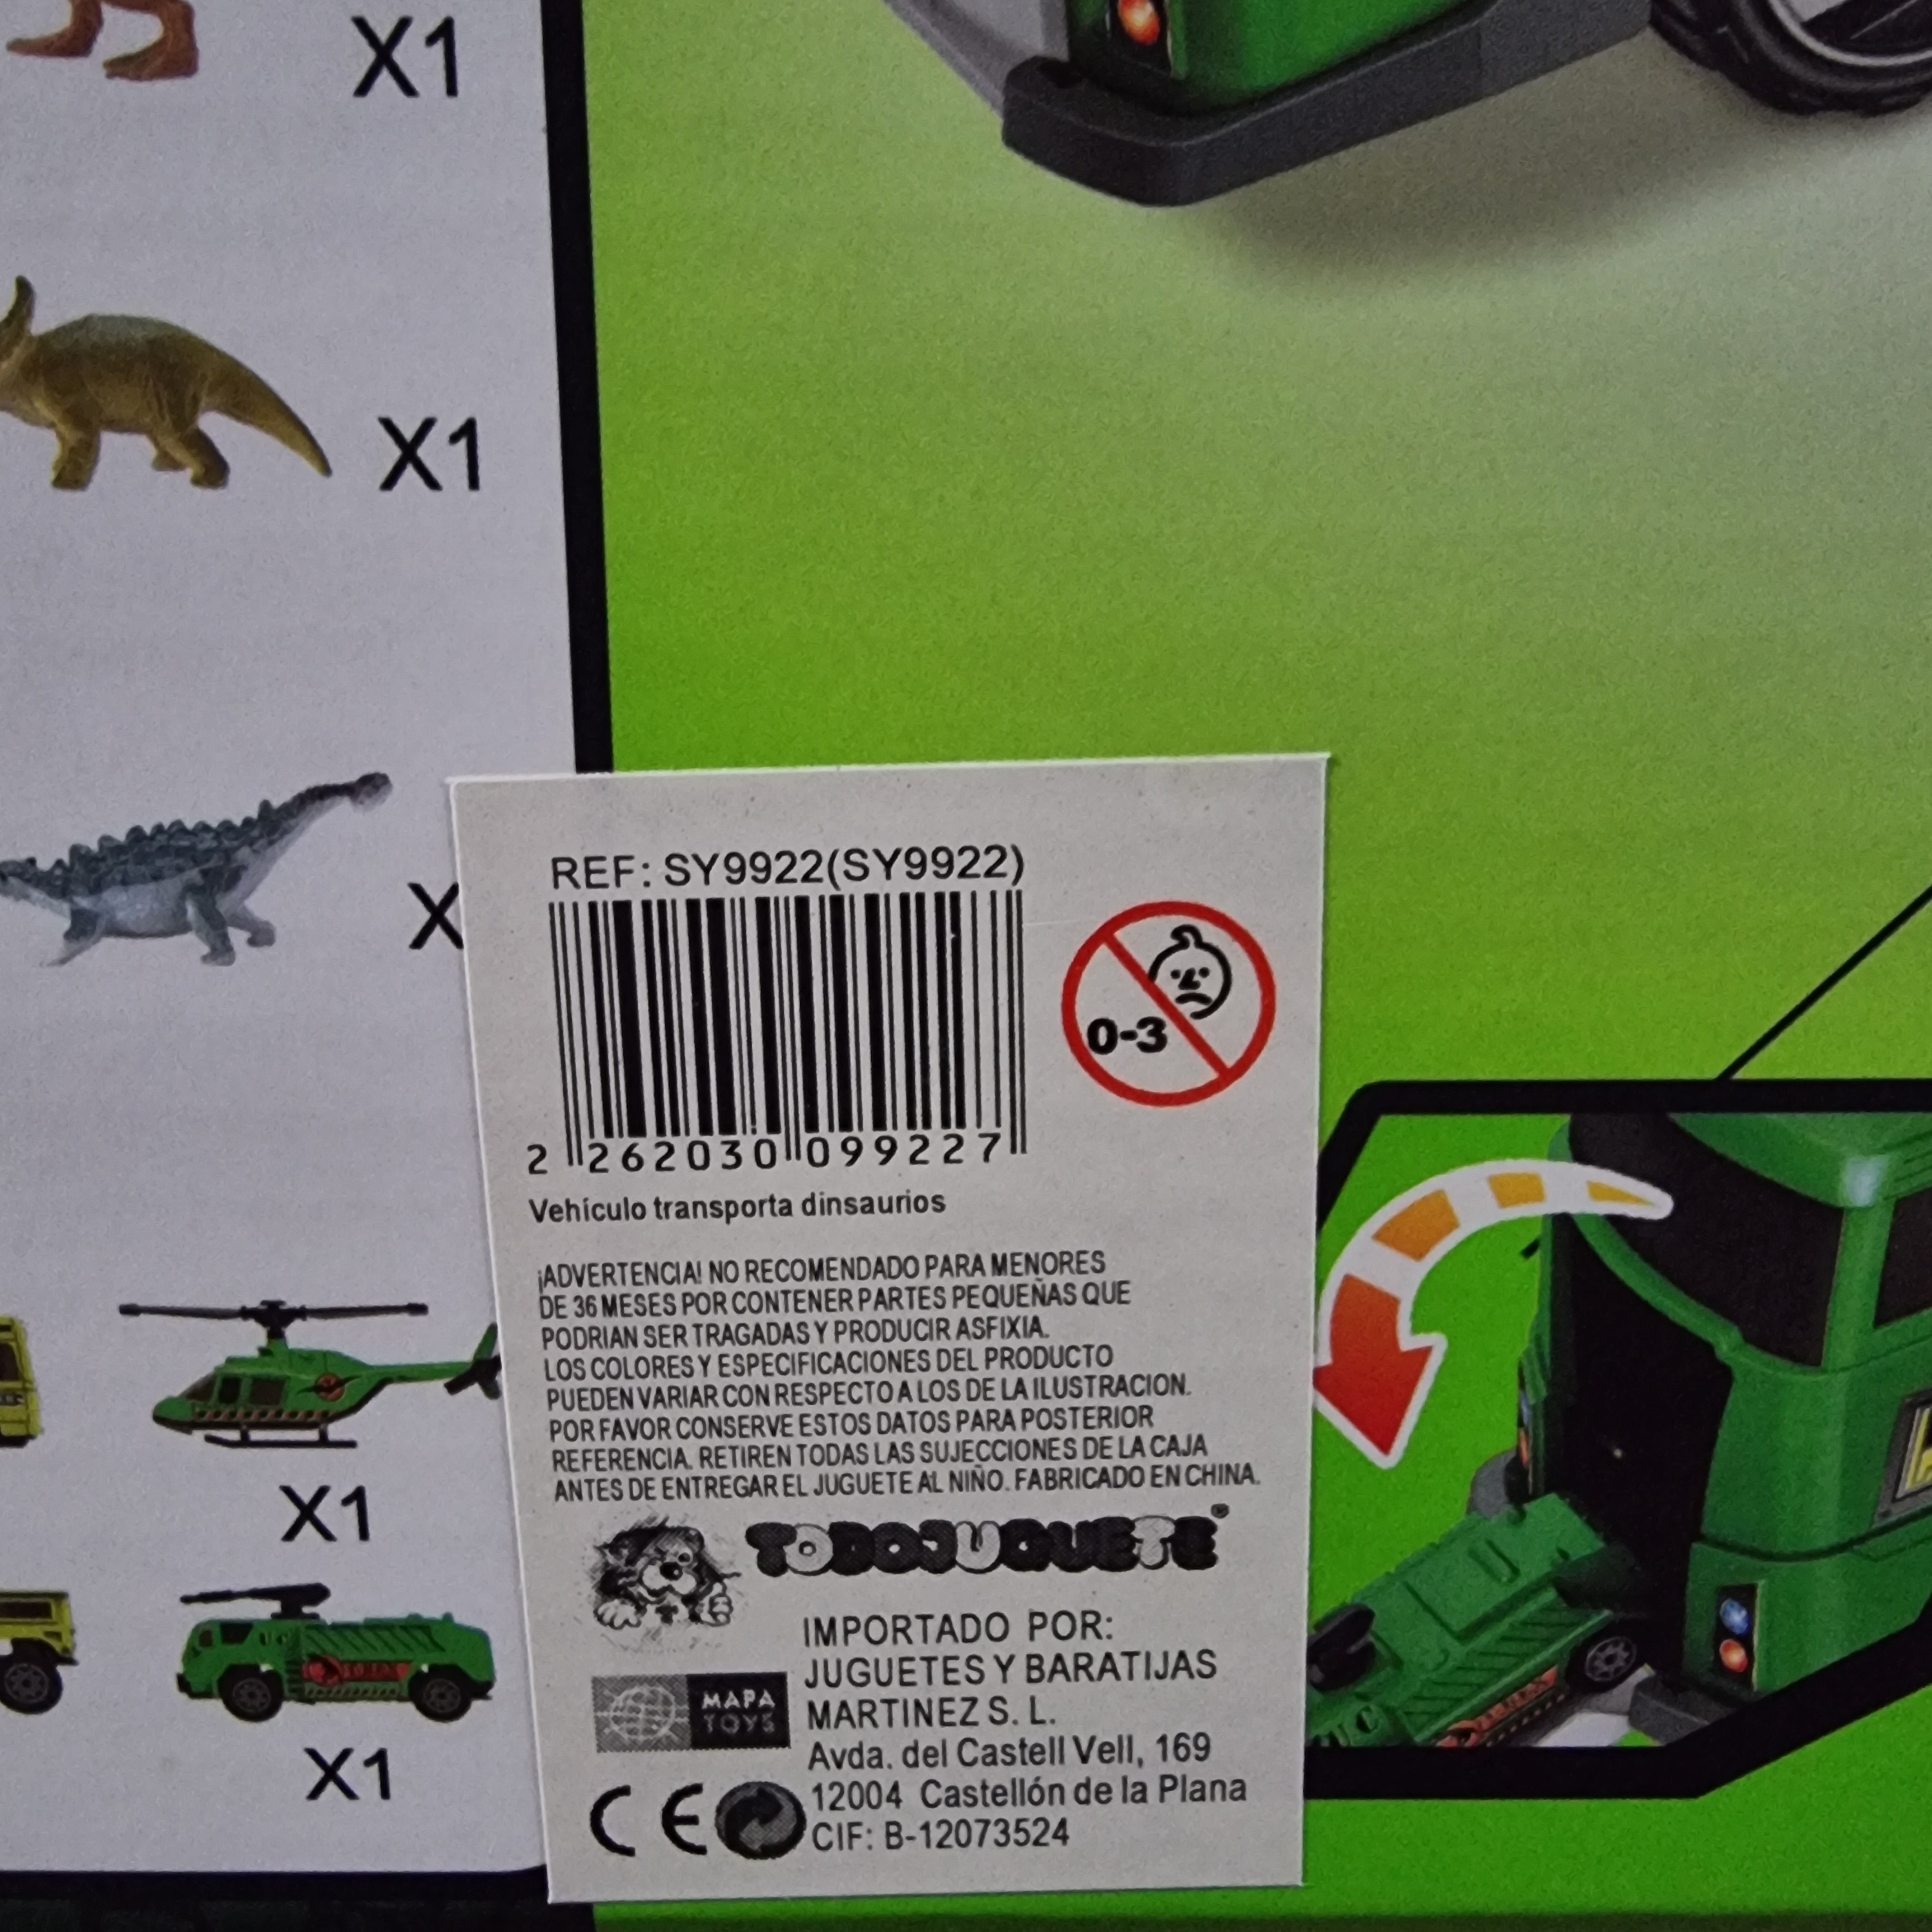 X1
X1
X
REF: SY9922(SY9922)
0-3
2 262030 099227
Vehículo transporta dinsaurios
¡ADVERTENCIA! NO RECOMENDADO PARA MENORES
DE 36 MESES POR CONTENER PARTES PEQUEÑAS QUE
PODRIAN SER TRAGADAS Y PRODUCIR ASFIXIA.
LOS COLORES Y ESPECIFICACIONES DEL PRODUCTO
PUEDEN VARIAR CON RESPECTO A LOS DE LA ILUSTRACION.
POR FAVOR CONSERVE ESTOS DATOS PARA POSTERIOR
REFERENCIA. RETIREN TODAS LAS SUJECCIONES DE LA CAJA
ANTES DE ENTREGAR EL JUGUETE AL NIÑO. FABRICADO EN CHINA.
TODOJUGUETE®
IMPORTADO POR:
JUGUETES Y BARATIJAS
MARTINEZ S. L.
Avda. del Castell Vell, 169
12004 Castellón de la Plana
CIF: B-12073524
MAPA
TOYS
CE
X1
X1